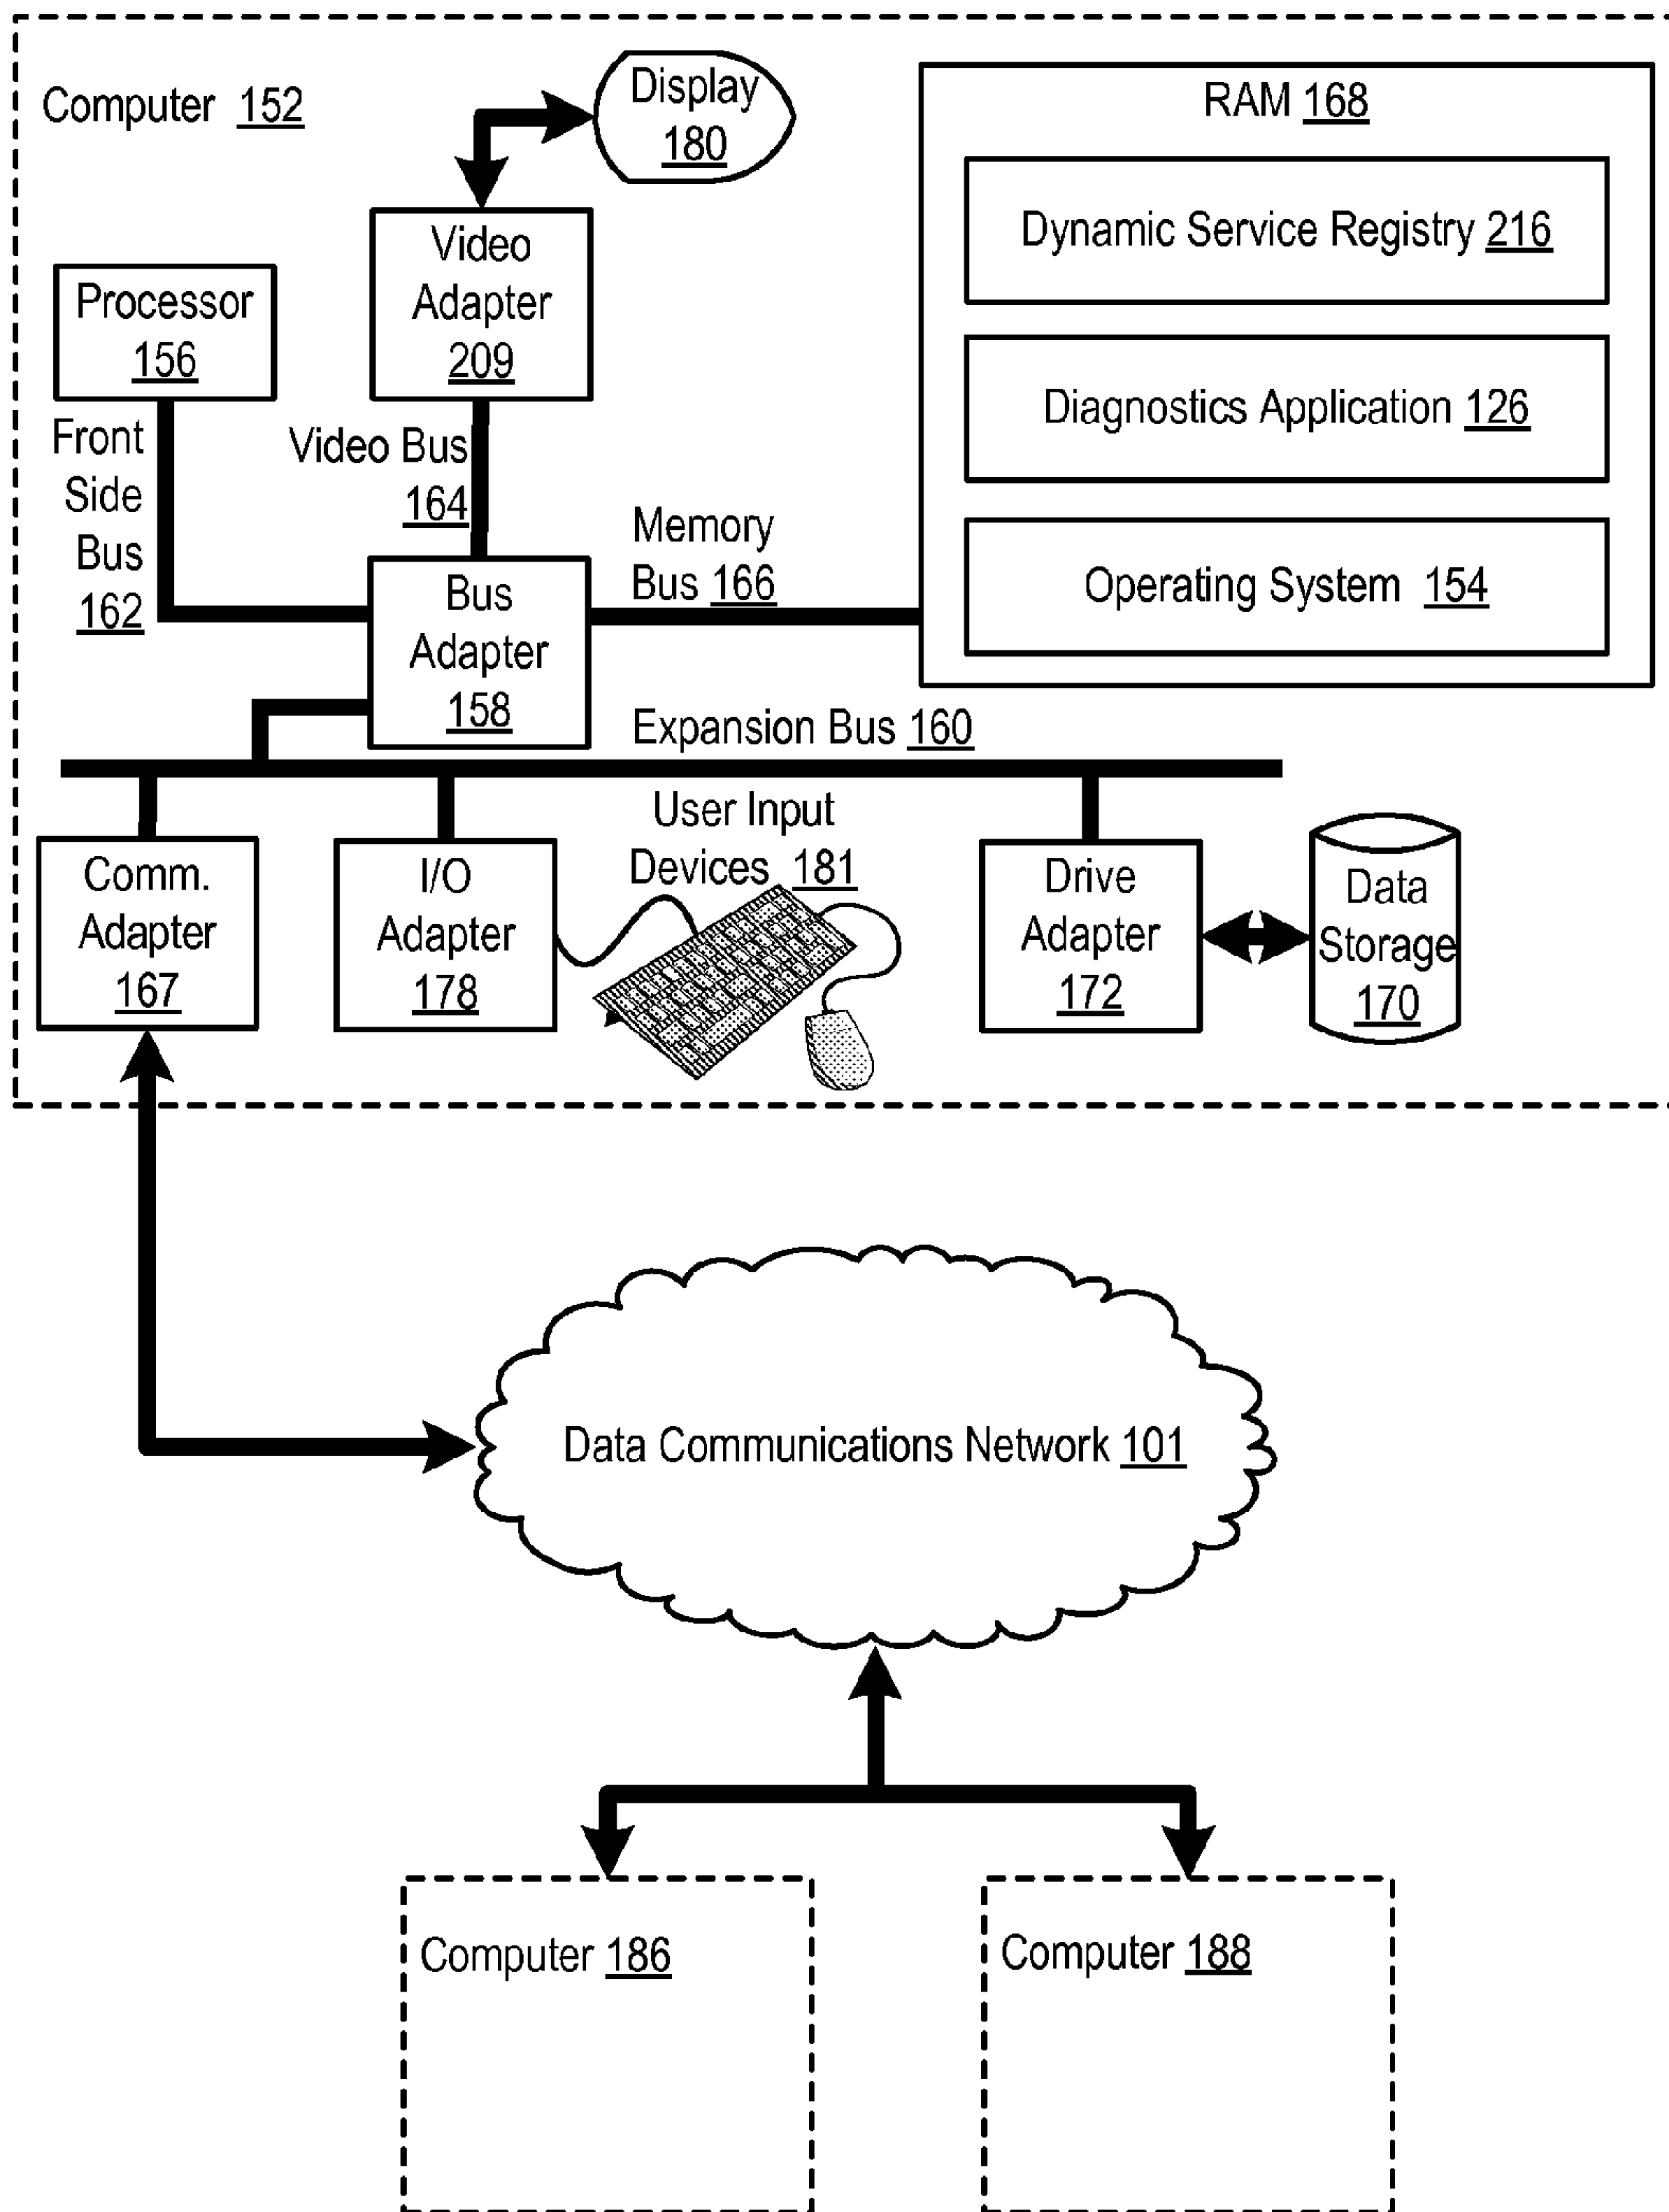 Computer 152
Display
180
RAM 168
Dynamic Service Registry 216
Video
Adapter
209
Processor
156
Diagnostics Application 126
Front
Side
Bus
162
Video Bus
164
Memory
Bus 166
Operating System 154
Bus
Adapter
158
Expansion Bus 160
User Input
Devices 181
Comm.
Adapter
167
I/O
Adapter
178
Drive
Adapter
172
Data
Storage
170
Data Communications Network 101
Computer 186
Computer 188